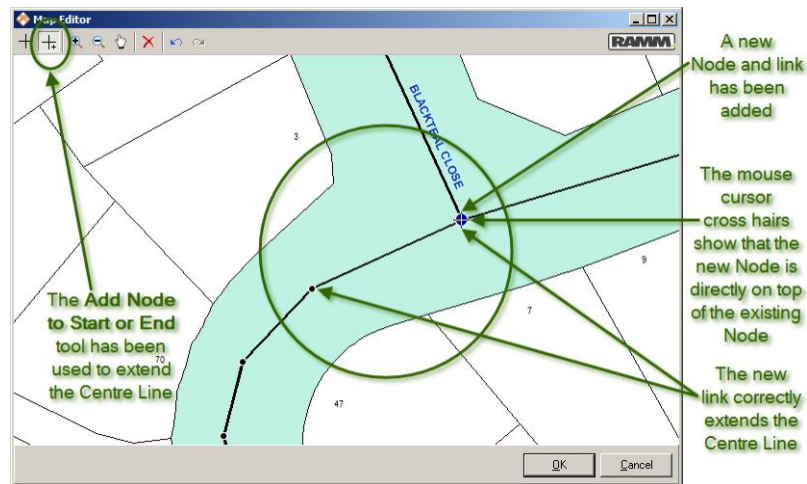 Map Editor
RAMM
BLACKTEAL CLOSE
3
9
7
70
47
OK
Cancel
The Add Node
to Start or End
tool has been
used to extend
the Centre Line
A new
Node and link
has been
added
The mouse
cursor
cross hairs
show that the
new Node is
directly on top
of the existing
Node
The new
link correctly
extends the
Centre Line